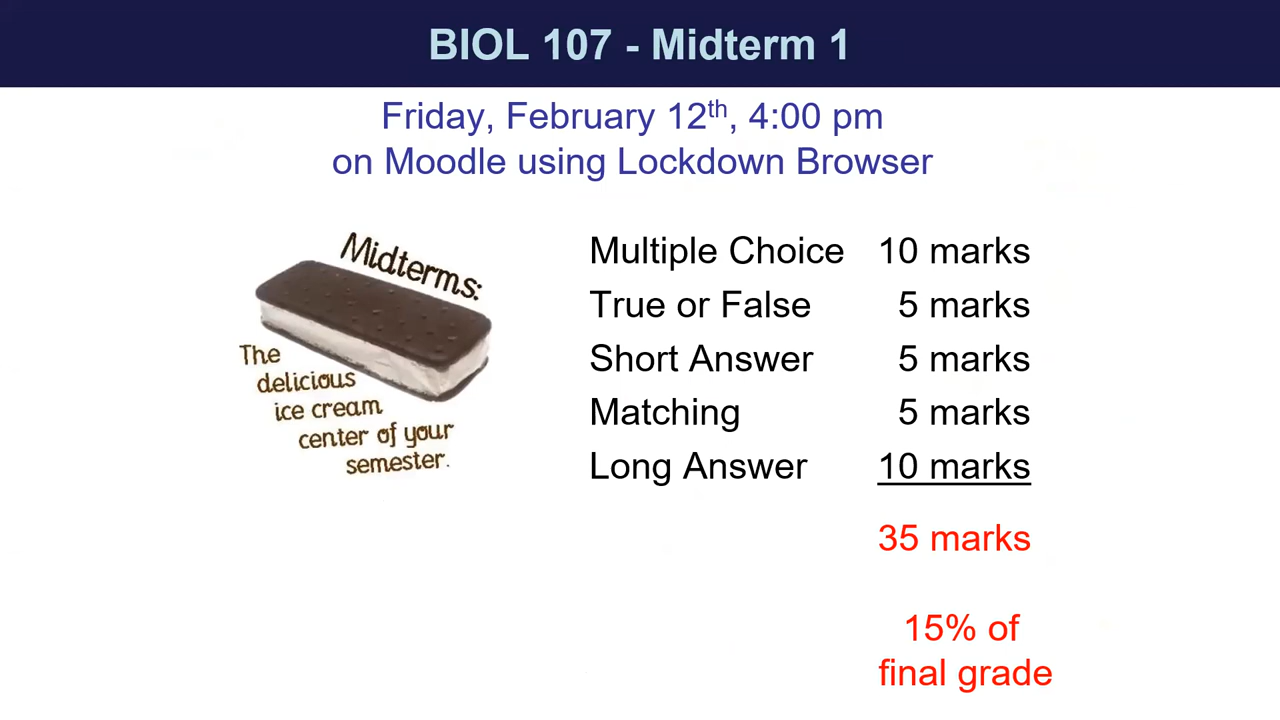 BIOL 107 - Midterm 1
Friday, February 12th, 4:00 pm
on Moodle using Lockdown Browser
Midterms:
The
delicious
ice cream
center of your
semester.
Multiple Choice 10 marks
True or False 5 marks
Short Answer 5 marks
Matching 5 marks
Long Answer 10 marks
35 marks
15% of
final grade